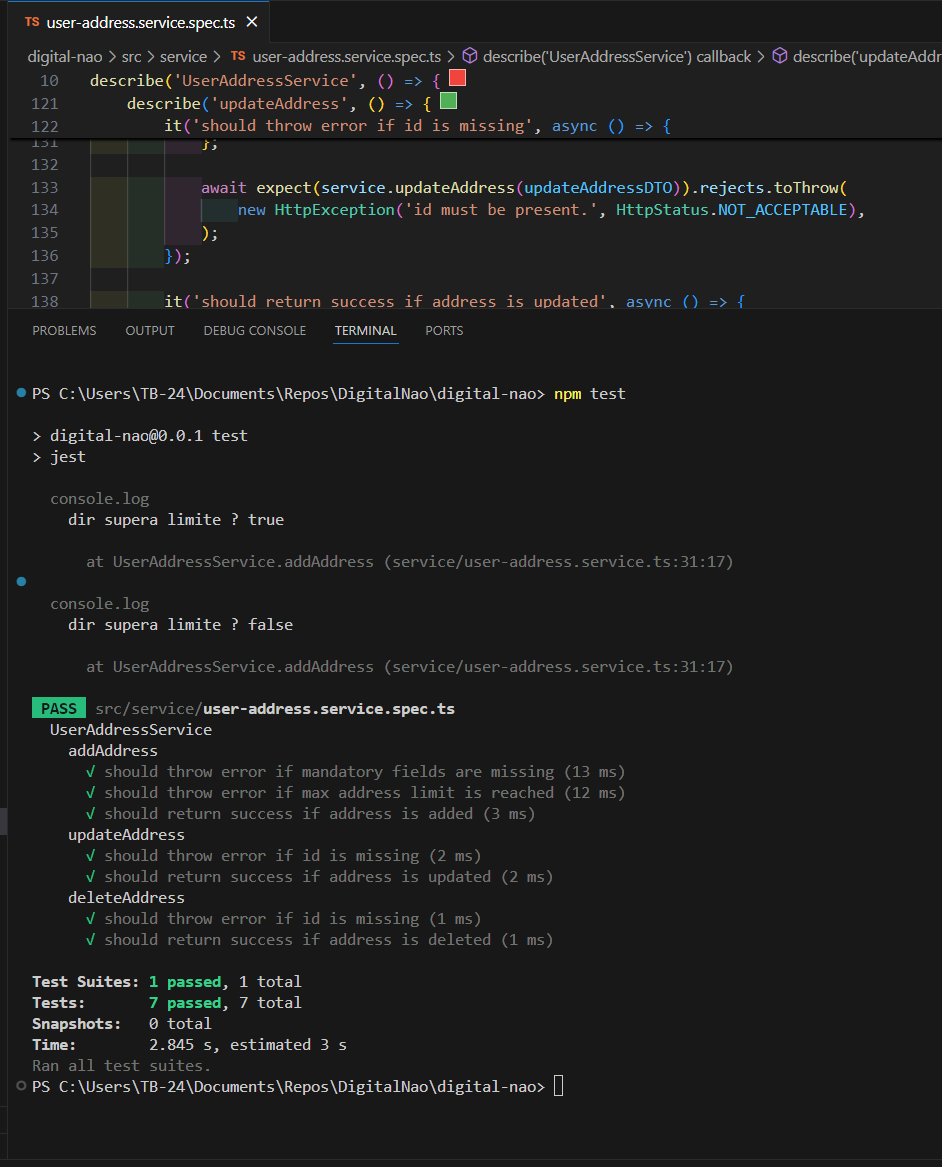 TS user-address.service.spec.ts ×
digital-nao > src > service > TS user-address.service.spec.ts > describe('UserAddressService') callback > describe('updateAddr
10 describe('UserAddressService', () => {
121 describe('updateAddress', () => {
122 it('should throw error if id is missing', async () => {
131 };
132
133 await expect(service.updateAddress(updateAddressDTO)).rejects.toThrow(
134 new HttpException('id must be present.', HttpStatus.NOT_ACCEPTABLE),
135 );
136 });
137
138 it('should return success if address is updated', async () => {
PROBLEMS OUTPUT DEBUG CONSOLE TERMINAL PORTS
PS C:\Users\TB-24\Documents\Repos\DigitalNao\digital-nao> npm test
> digital-nao@0.0.1 test
> jest
console.log
dir supera limite ? true
at UserAddressService.addAddress (service/user-address.service.ts:31:17)
console.log
dir supera limite ? false
at UserAddressService.addAddress (service/user-address.service.ts:31:17)
PASS src/service/user-address.service.spec.ts
UserAddressService
addAddress
√ should throw error if mandatory fields are missing (13 ms)
√ should throw error if max address limit is reached (12 ms)
√ should return success if address is added (3 ms)
updateAddress
√ should throw error if id is missing (2 ms)
√ should return success if address is updated (2 ms)
deleteAddress
√ should throw error if id is missing (1 ms)
√ should return success if address is deleted (1 ms)
Test Suites: 1 passed, 1 total
Tests: 7 passed, 7 total
Snapshots: 0 total
Time: 2.845 s, estimated 3 s
Ran all test suites.
PS C:\Users\TB-24\Documents\Repos\DigitalNao\digital-nao>